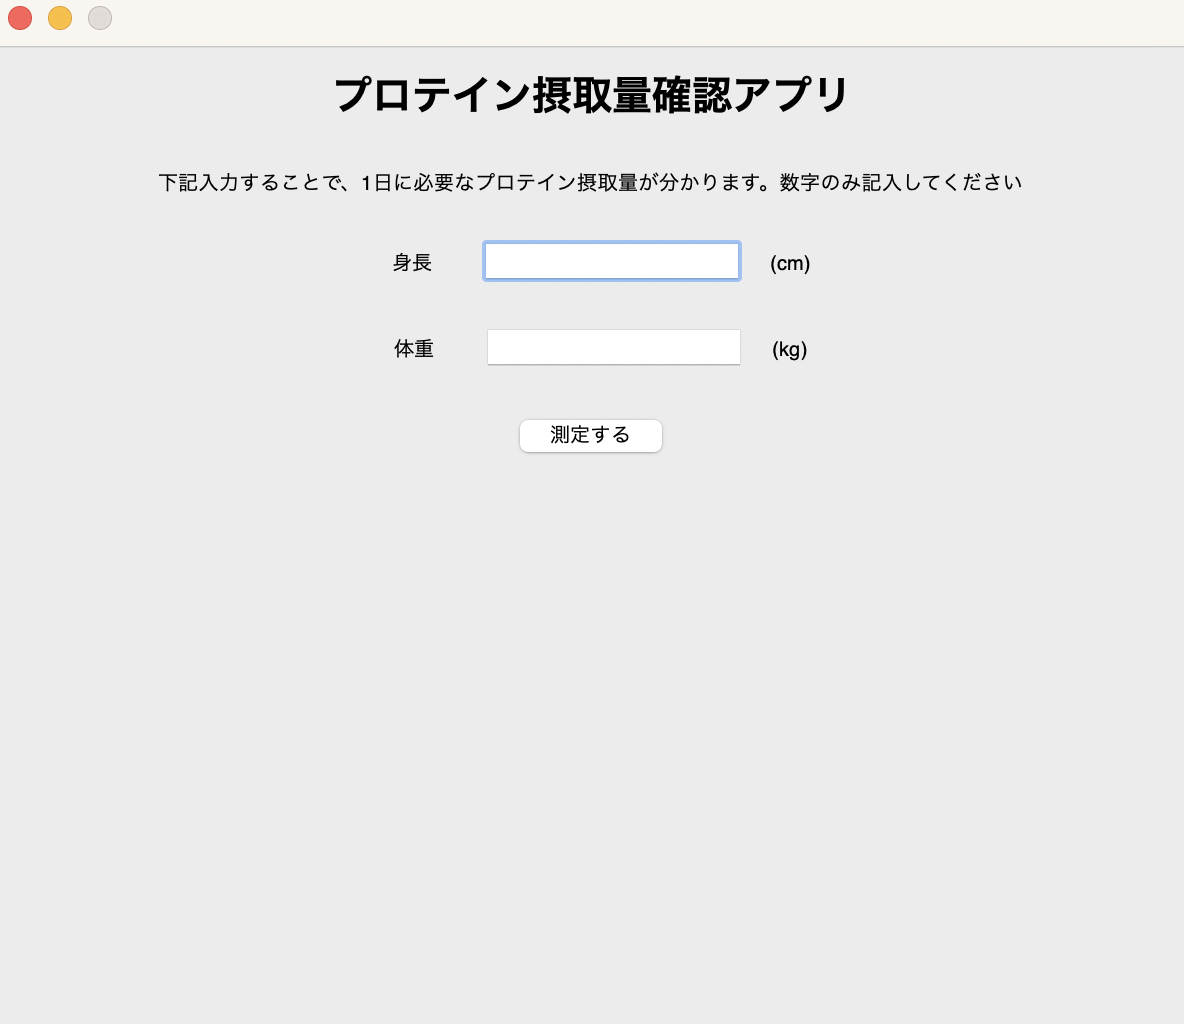 プロテイン摂取量確認アプリ
下記入力することで、1日に必要なプロテイン摂取量が分かります。数字のみ記入してください
身長 (cm)
体重 (kg)
測定する